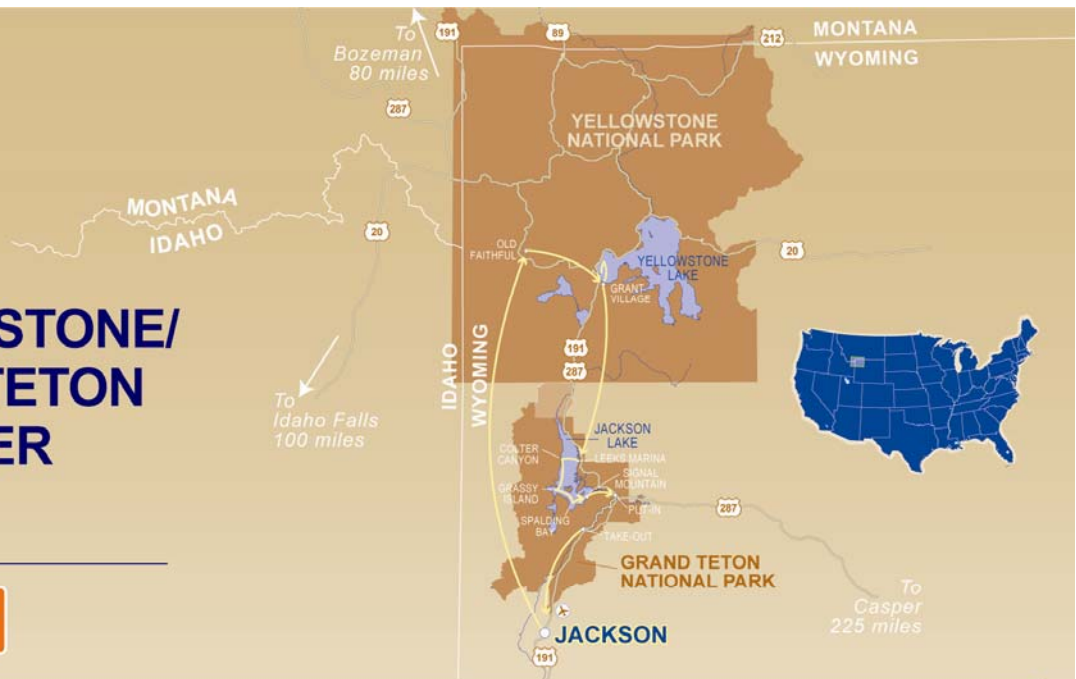 191
89
212
To
Bozeman
80 miles
MONTANA
WYOMING
287
YELLOWSTONE
NATIONAL PARK
MONTANA
IDAHO
20
OLD
FAITHFUL
YELLOWSTONE
LAKE
20
GRANT
VILLAGE
STONE/
TETON
ER
IDAHO
WYOMING
191
287
To
Idaho Falls
100 miles
JACKSON
LAKE
COLTER
CANYON
LEEKS MARINA
SIGNAL
MOUNTAIN
GRASSY
ISLAND
PUT-IN
SPALDING
BAY
287
TAKE-OUT
GRAND TETON
NATIONAL PARK
To
Casper
225 miles
JACKSON
191